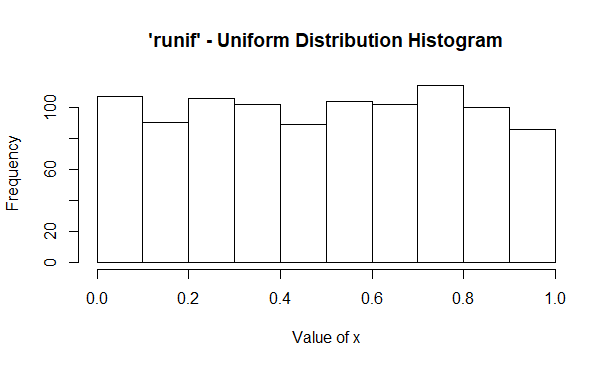 'runif' - Uniform Distribution Histogram
Frequency
100
60
20
0
0.0 0.2 0.4 0.6 0.8 1.0
Value of x